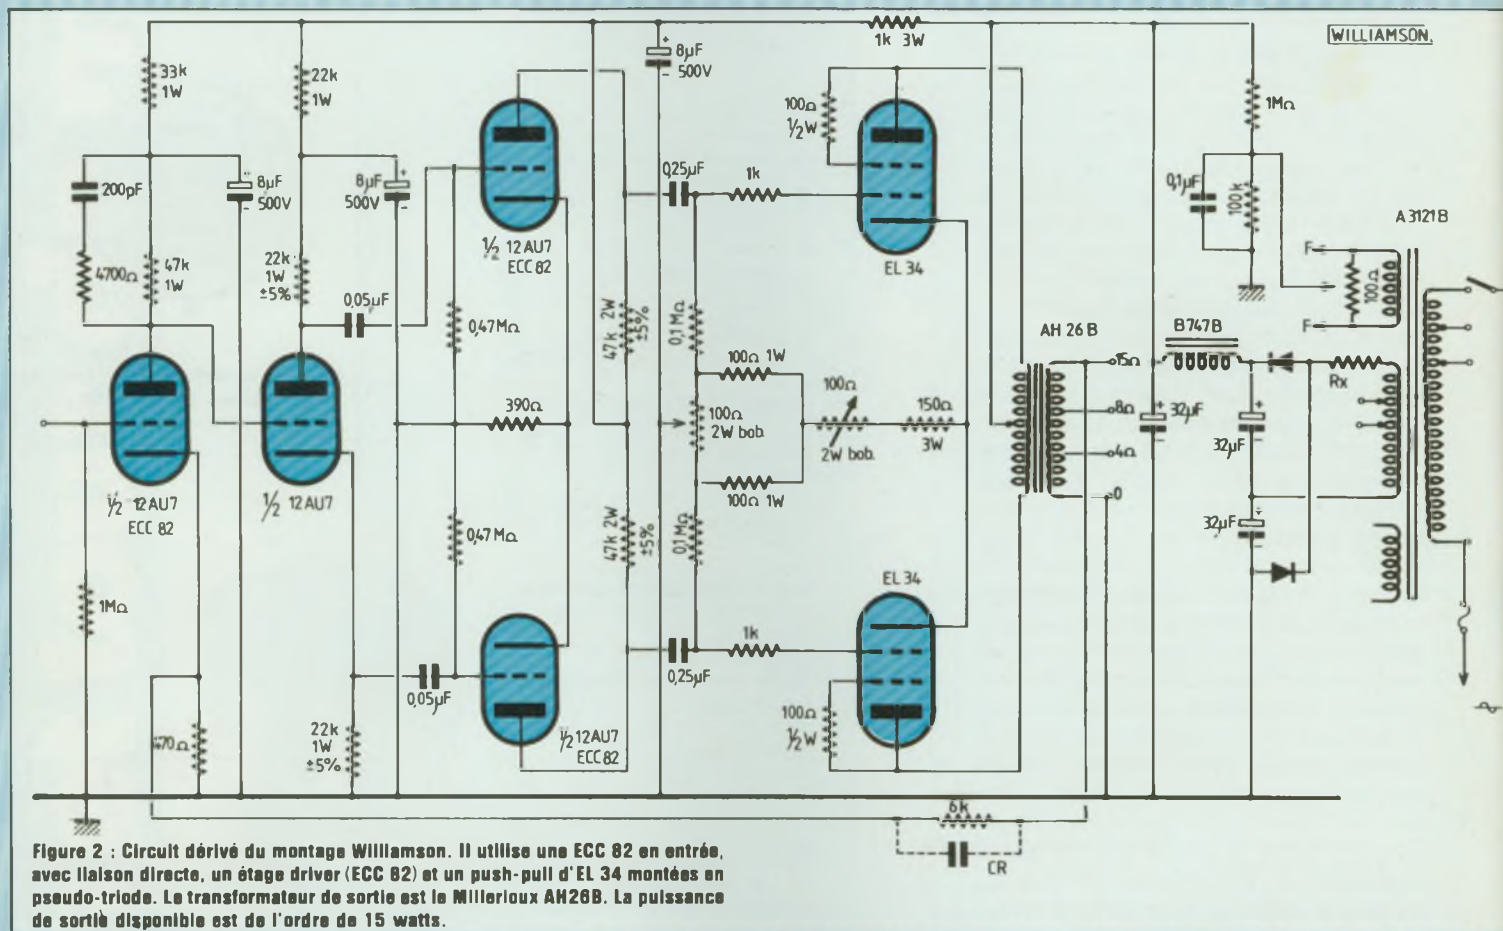 WILLIAMSON.
1k 3W
8µF
500V
33k
1W
22k
1W
100Ω
½W
1MΩ
200pF
8µF
500V
8µF
500V
0,25µF
1k
0,1µF
100k
A 3121B
½ 12AU7
ECC 82
EL 34
F
100Ω
F
4700Ω
47k
1W
22k
1W
±5%
0,05µF
0,47MΩ
47k 2W
±5%
0,1MΩ
AH 26 B
B747B
100Ω 1W
15Ω
Rx
390Ω
100Ω
2W bob.
100Ω
2W bob.
150Ω
3W
8Ω
32µF
32µF
4Ω
100Ω 1W
0
½ 12AU7
ECC 82
½ 12AU7
0,47MΩ
47k 2W
±5%
0,1MΩ
32µF
EL 34
1MΩ
1k
0,05µF
0,25µF
470Ω
22k
1W
±5%
½ 12AU7
ECC 82
100Ω
½W
6k
CR
Figure 2 : Circuit dérivé du montage Williamson. Il utilise une ECC 82 en entrée,
avec liaison directe, un étage driver (ECC 82) et un push-pull d'EL 34 montées en
pseudo-triode. Le transformateur de sortie est le Millerioux AH26B. La puissance
de sortie disponible est de l'ordre de 15 watts.